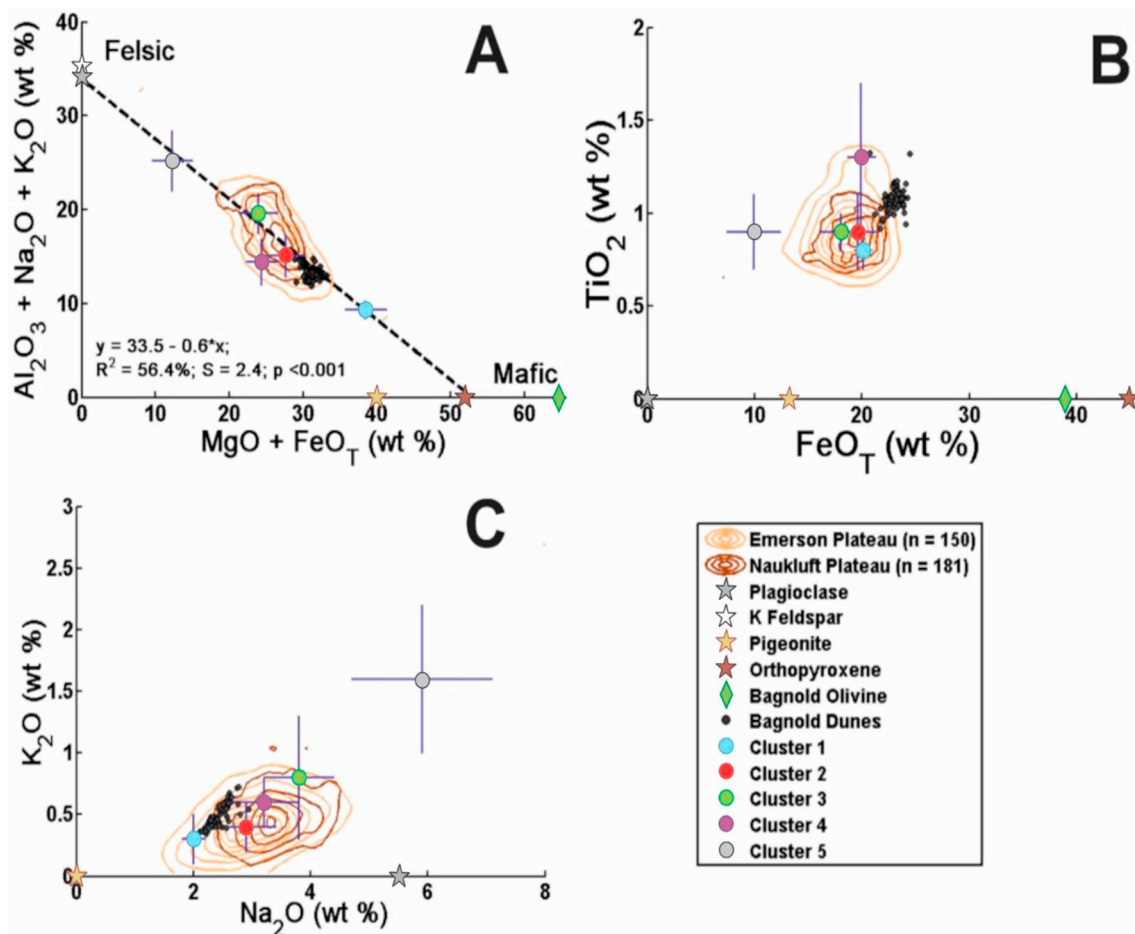 A
Felsic
Mafic
Al2O3 + Na2O + K2O (wt %)
40
30
20
10
0
y = 33.5 - 0.6*x;
R2 = 56.4%; S = 2.4; p <0.001
0 10 20 30 40 50 60
MgO + FeOT (wt %)
B
TiO2 (wt %)
2
1.5
1
0.5
0
0 10 20 30 40
FeOT (wt %)
C
K2O (wt %)
3
2.5
2
1.5
1
0.5
0
0 2 4 6 8
Na2O (wt %)
Emerson Plateau (n = 150)
Naukluft Plateau (n = 181)
Plagioclase
K Feldspar
Pigeonite
Orthopyroxene
Bagnold Olivine
Bagnold Dunes
Cluster 1
Cluster 2
Cluster 3
Cluster 4
Cluster 5